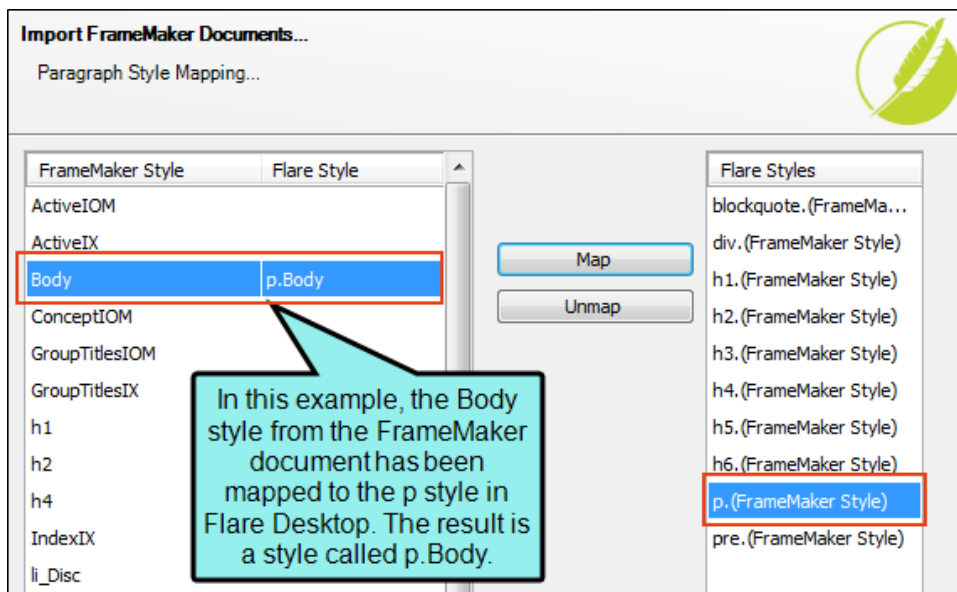 Import FrameMaker Documents...
Paragraph Style Mapping...
FrameMaker Style Flare Style
ActiveIOM
ActiveIX
Body p.Body
ConceptIOM
GroupTitlesIOM
GroupTitlesIX
h1
h2
h4
IndexIX
li_Disc
In this example, the Body
style from the FrameMaker
document has been
mapped to the p style in
Flare Desktop. The result is
a style called p.Body.
Map
Unmap
Flare Styles
blockquote.(FrameMa...
div.(FrameMaker Style)
h1.(FrameMaker Style)
h2.(FrameMaker Style)
h3.(FrameMaker Style)
h4.(FrameMaker Style)
h5.(FrameMaker Style)
h6.(FrameMaker Style)
p.(FrameMaker Style)
pre.(FrameMaker Style)